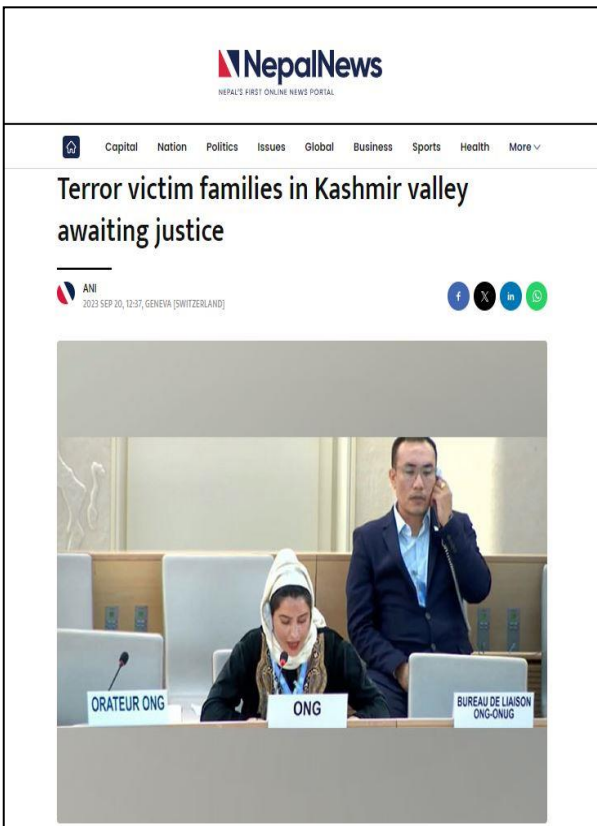 NepalNews
NEPAL'S FIRST ONLINE NEWS PORTAL
Capital Nation Politics Issues Global Business Sports Health More
Terror victim families in Kashmir valley
awaiting justice
ANI
2023 SEP 20, 12:37, GENEVA [SWITZERLAND]
f X in
ORATEUR ONG
ONG
BUREAU DE LIAISON
ONG-ONUG